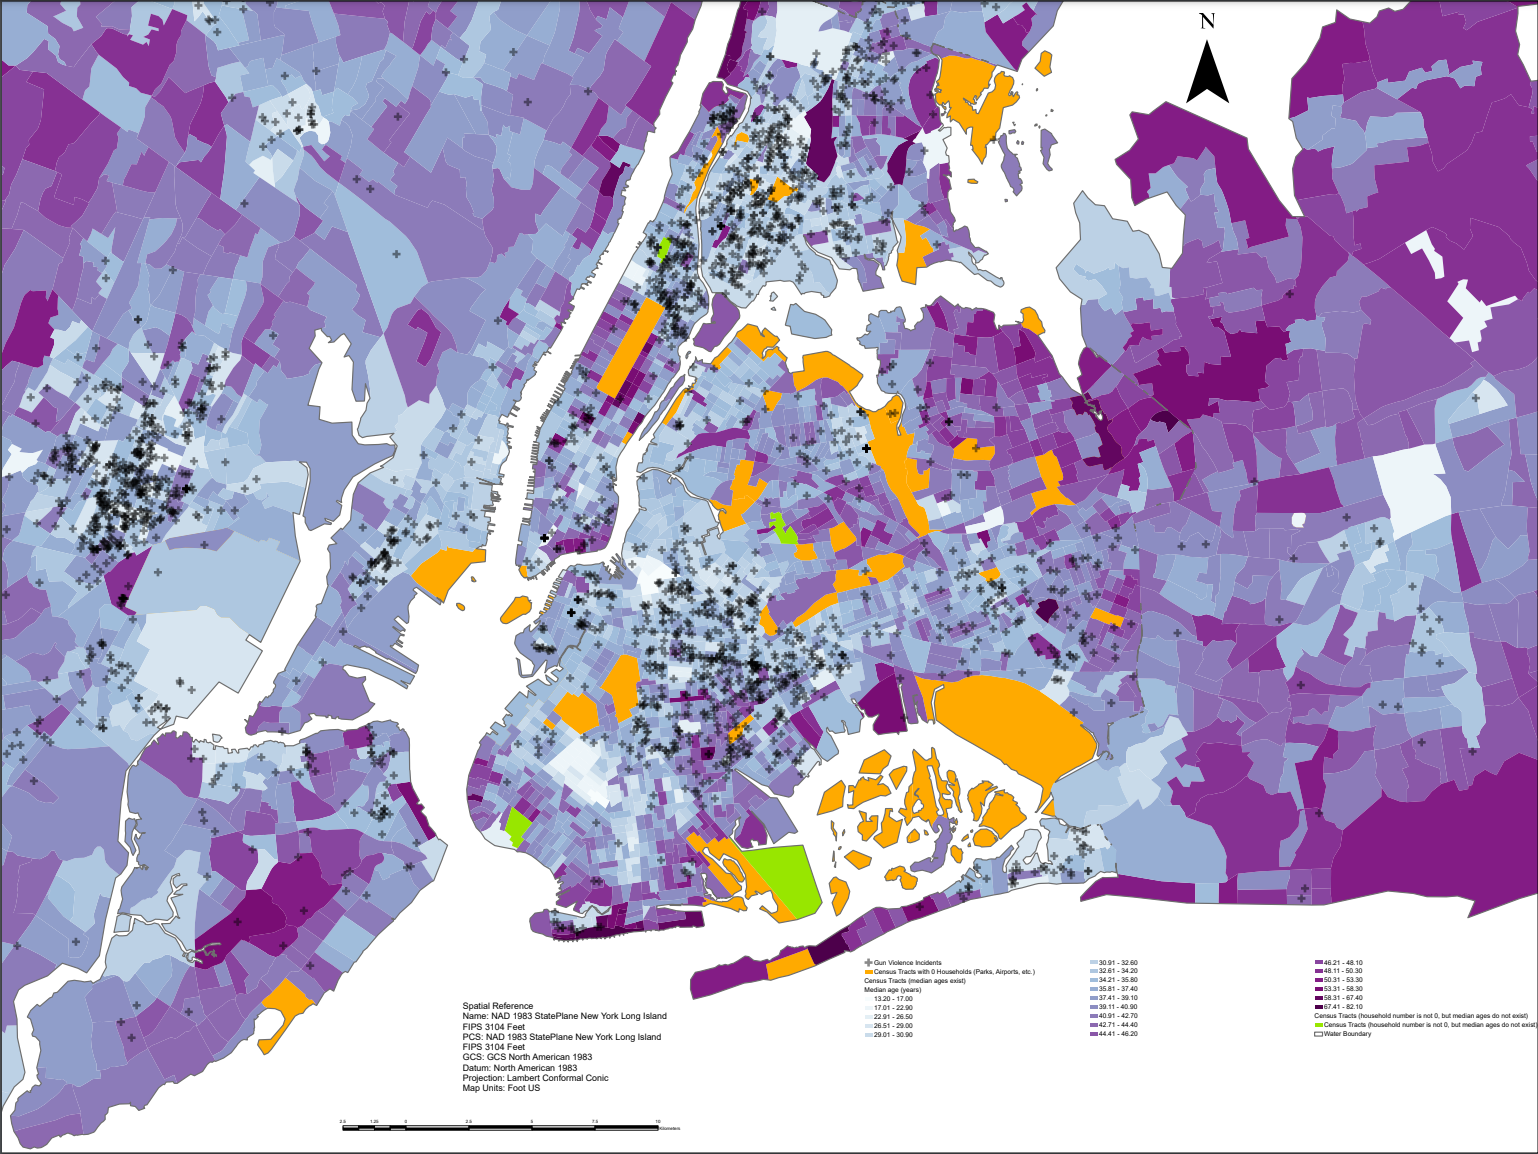 N
Gun Violence Incidents
Census Tracts with 0 Households (Parks, Airports, etc.)
Census Tracts (median ages exist)
Median age (years)
13.20 - 17.00
17.01 - 22.90
22.91 - 26.50
26.51 - 29.00
29.01 - 30.90
30.91 - 32.60
32.61 - 34.20
34.21 - 35.80
35.81 - 37.40
37.41 - 39.10
39.11 - 40.90
40.91 - 42.70
42.71 - 44.40
44.41 - 46.20
46.21 - 48.10
48.11 - 50.30
50.31 - 53.30
53.31 - 58.30
58.31 - 67.40
67.41 - 82.10
Census Tracts (household number is not 0, but median ages do not exist)
Census Tracts (household number is not 0, but median ages do not exist)
Water Boundary
Spatial Reference
Name: NAD 1983 StatePlane New York Long Island
FIPS 3104 Feet
PCS: NAD 1983 StatePlane New York Long Island
FIPS 3104 Feet
GCS: GCS North American 1983
Datum: North American 1983
Projection: Lambert Conformal Conic
Map Units: Foot US
2.5 1.25 0 2.5 5 7.5 10
Kilometers